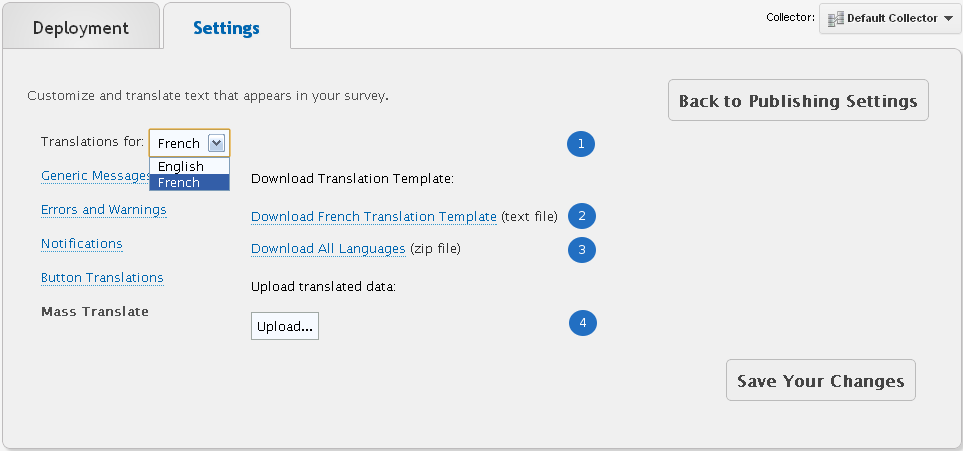 Deployment
Settings
Collector: Default Collector
Customize and translate text that appears in your survey.
Back to Publishing Settings
Translations for: French
1
English
French
Generic Messages
Download Translation Template:
Errors and Warnings
Download French Translation Template (text file)
2
Notifications
Download All Languages (zip file)
3
Button Translations
Upload translated data:
Mass Translate
Upload...
4
Save Your Changes